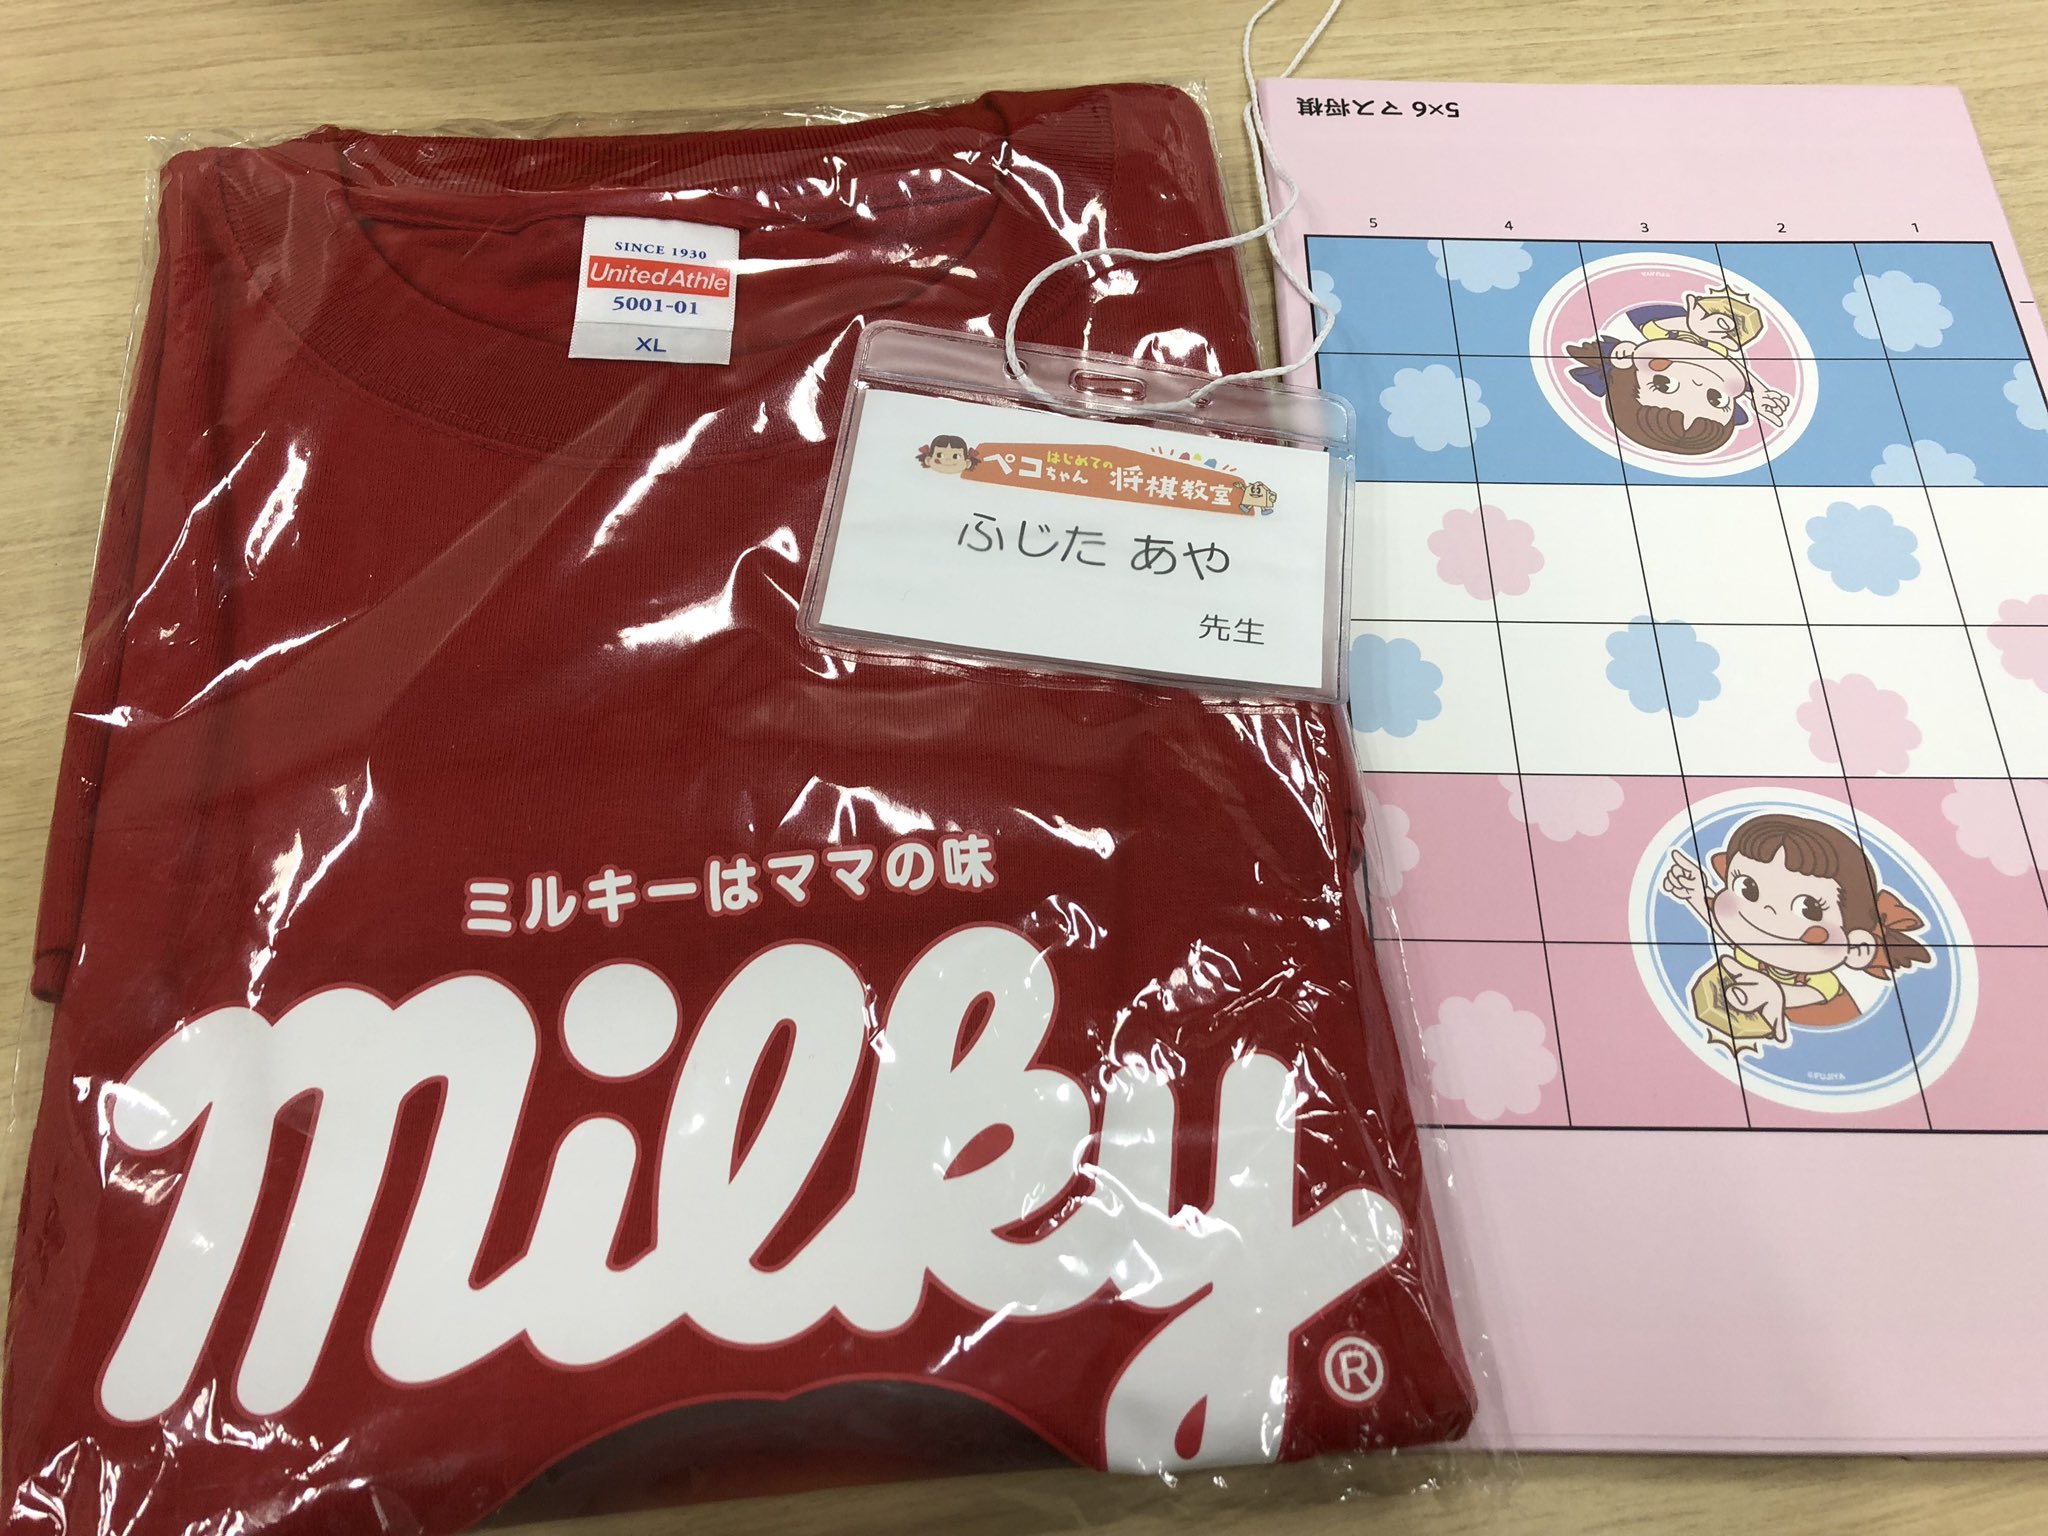 SINCE 1930
United Athle
5001-01
XL
はじめての
ペコちゃん 将棋教室
ふじた あや
先生
ミルキーはママの味
milky
®
5×6 マス将棋
5 4 3 2 1
一
©FUJIYA
©FUJIYA